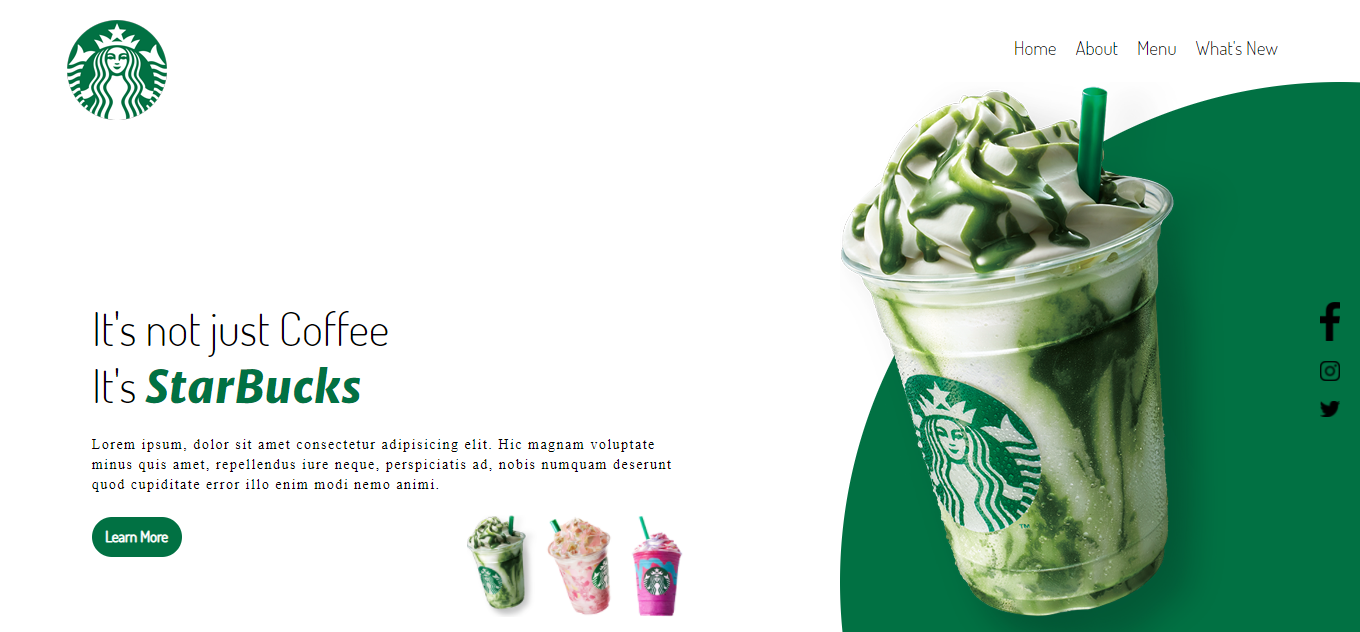 Home About Menu What's New
It's not just Coffee
It's StarBucks
Lorem ipsum, dolor sit amet consectetur adipisicing elit. Hic magnam voluptate
minus quis amet, repellendus iure neque, perspiciatis ad, nobis numquam deserunt
quod cupiditate error illo enim modi nemo animi.
Learn More
TM